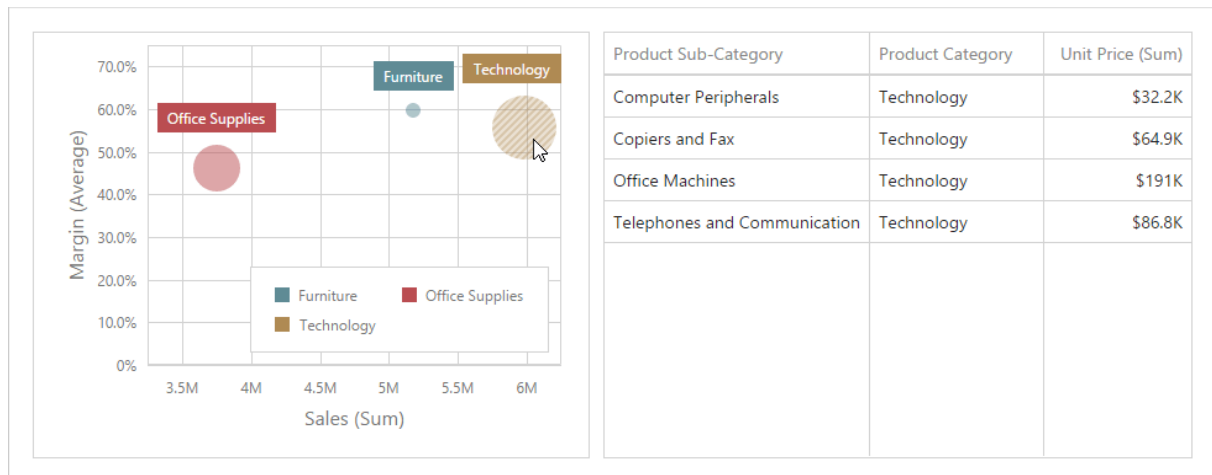 70.0%
60.0%
50.0%
40.0%
30.0%
20.0%
10.0%
0%
Margin (Average)
Office Supplies
Furniture
Technology
Furniture Office Supplies
Technology
3.5M 4M 4.5M 5M 5.5M 6M
Sales (Sum)
Product Sub-Category Product Category Unit Price (Sum)
Computer Peripherals Technology $32.2K
Copiers and Fax Technology $64.9K
Office Machines Technology $191K
Telephones and Communication Technology $86.8K